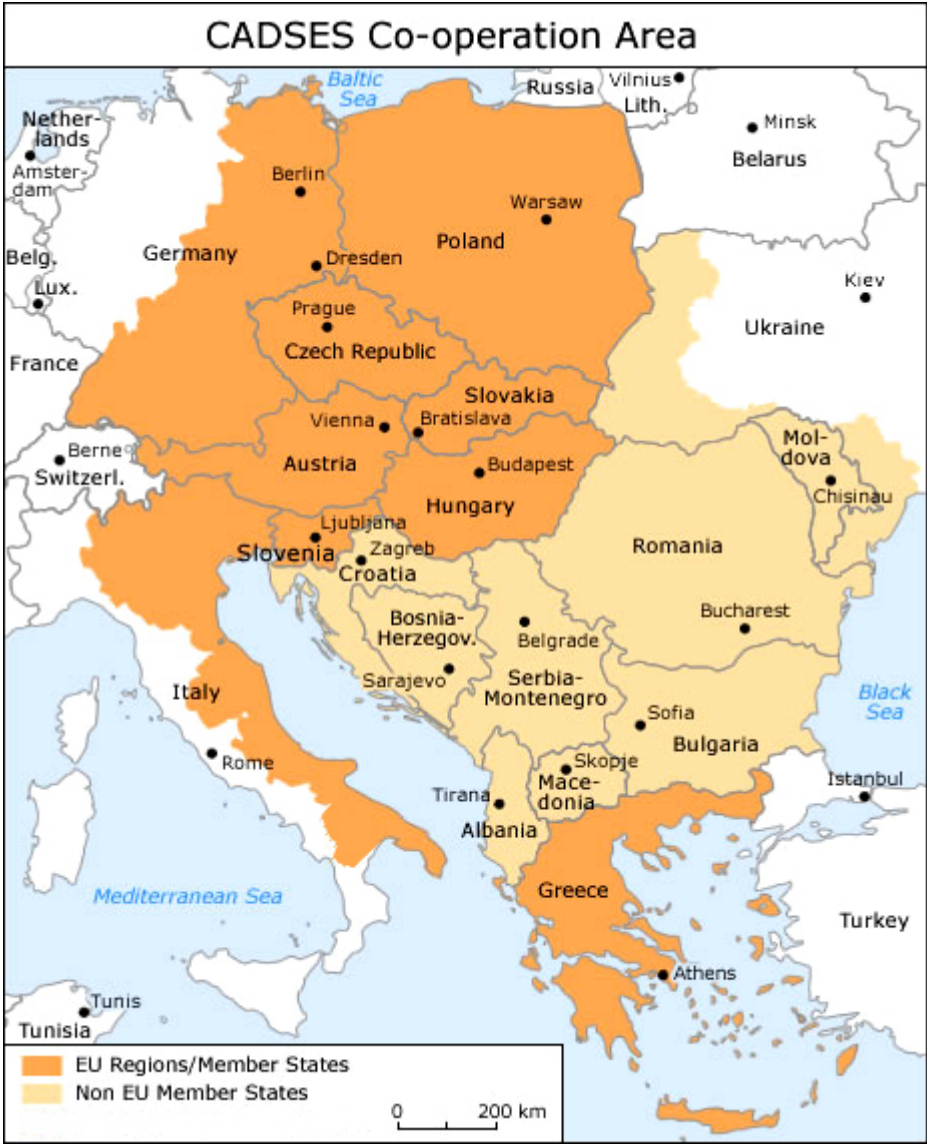 CADSES Co-operation Area
Baltic
Sea
Russia
Vilnius
Lith.
Nether-
lands
Amster-
dam
Minsk
Belarus
Berlin
Warsaw
Poland
Germany
Dresden
Belg.
Lux.
Kiev
Ukraine
Prague
Czech Republic
France
Slovakia
Vienna
Bratislava
Berne
Switzerl.
Austria
Budapest
Hungary
Mol-
dova
Chisinau
Ljubljana
Slovenia
Zagreb
Croatia
Romania
Bosnia-
Herzegov.
Sarajevo
Belgrade
Bucharest
Serbia-
Montenegro
Italy
Black
Sea
Sofia
Bulgaria
Rome
Skopje
Mace-
donia
Tirana
Albania
Istanbul
Mediterranean Sea
Greece
Turkey
Athens
Tunis
Tunisia
EU Regions/Member States
Non EU Member States
0 200 km